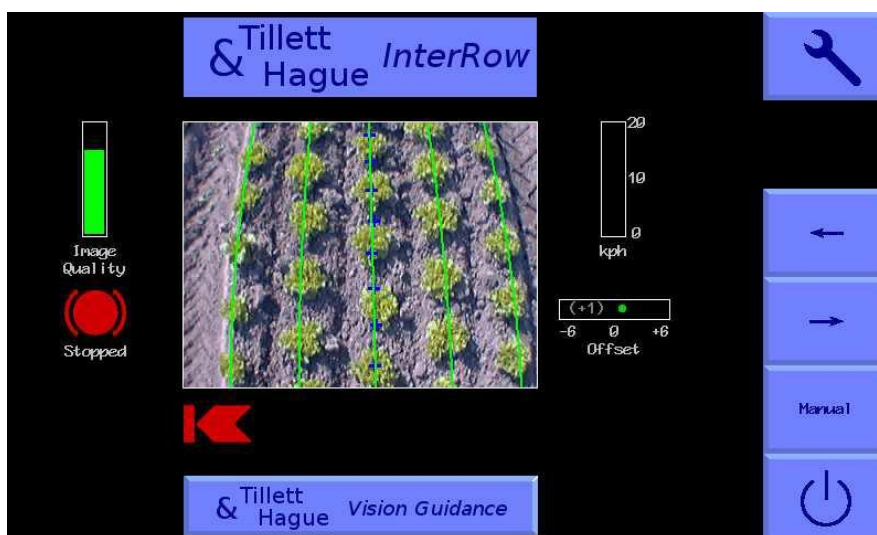 & Tillett
Hague InterRow
20
10
0
kph
Image
Quality
Stopped
(+1)
-6 0 +6
Offset
Manual
& Tillett
Hague Vision Guidance